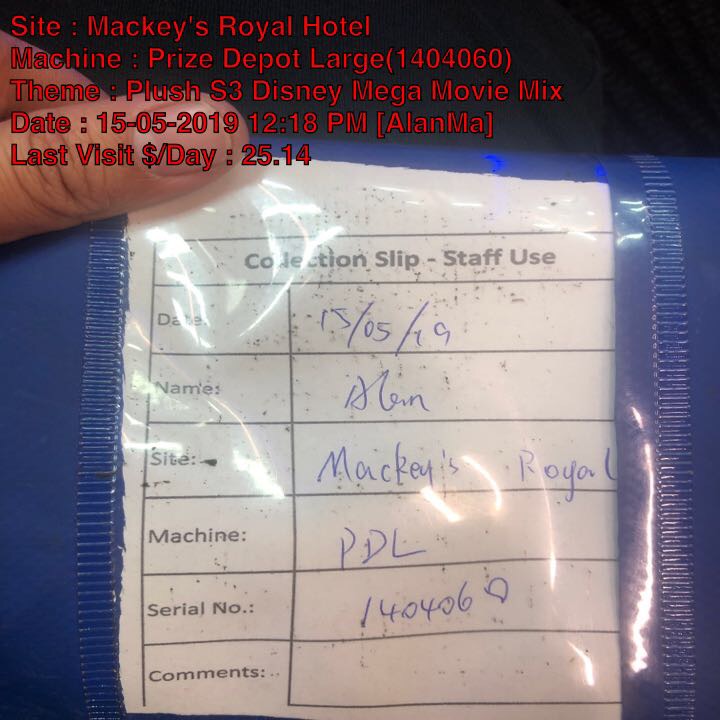 Site : Mackey's Royal Hotel
Machine : Prize Depot Large(1404060)
Theme : Plush S3 Disney Mega Movie Mix
Date : 15-05-2019 12:18 PM [AlanMa]
Last Visit $/Day : 25.14
Collection Slip - Staff Use
Date: 15/05/19
Name: Alan
Site: Mackey's Royal
Machine: PDL
Serial No.: 1404060
Comments: